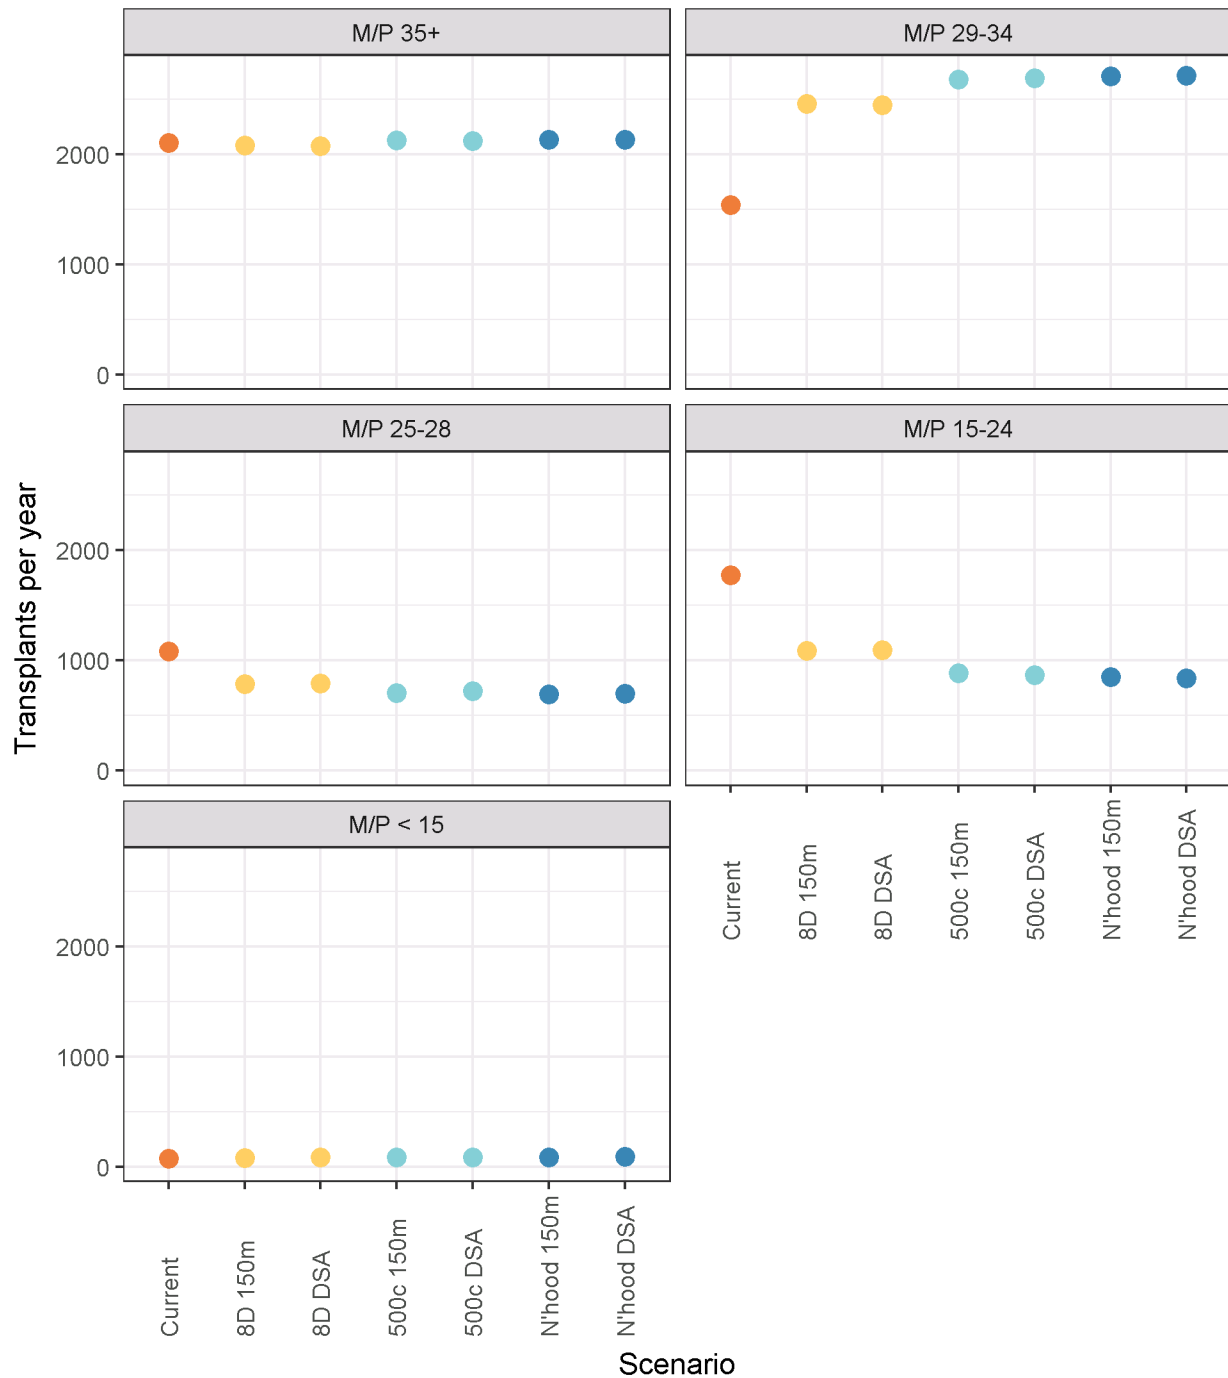 M/P 35+
M/P 29-34
2000
1000
0
M/P 25-28
M/P 15-24
2000
1000
0
M/P < 15
2000
1000
0
Transplants per year
Current
8D 150m
8D DSA
500c 150m
500c DSA
N'hood 150m
N'hood DSA
Current
8D 150m
8D DSA
500c 150m
500c DSA
N'hood 150m
N'hood DSA
Scenario